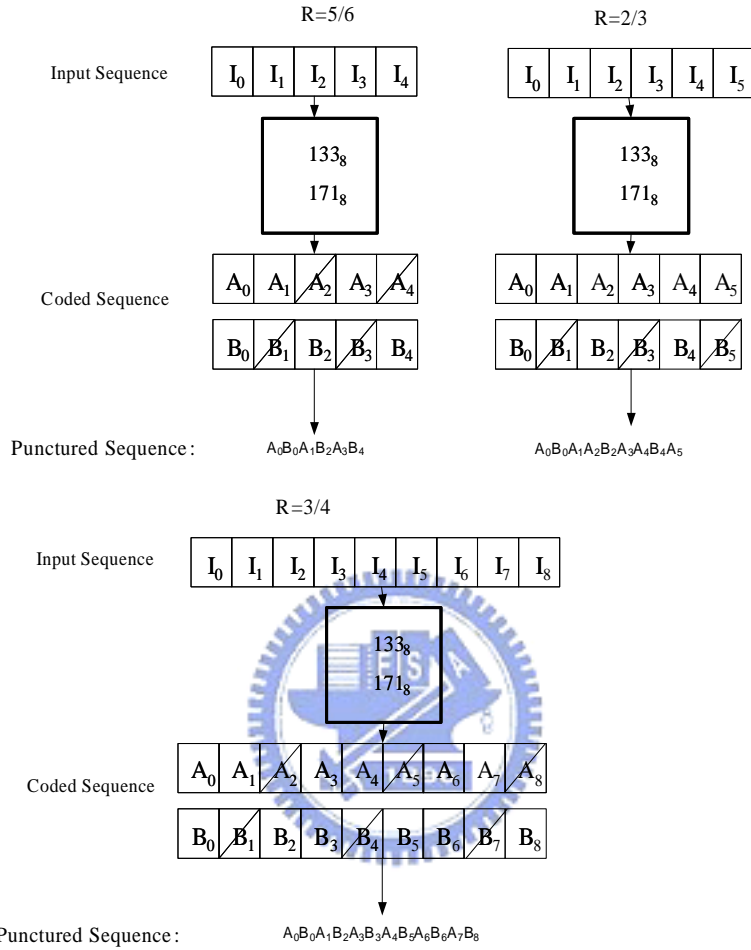 R=5/6
R=2/3
Input Sequence
I₀ I₁ I₂ I₃ I₄
I₀ I₁ I₂ I₃ I₄ I₅
133₈
171₈
133₈
171₈
Coded Sequence
A₀ A₁ A₂ A₃ A₄
A₀ A₁ A₂ A₃ A₄ A₅
B₀ B₁ B₂ B₃ B₄
B₀ B₁ B₂ B₃ B₄ B₅
Punctured Sequence:
A₀B₀A₁B₂A₃B₄
A₀B₀A₁A₂B₂A₃A₄B₄A₅
R=3/4
Input Sequence
I₀ I₁ I₂ I₃ I₄ I₅ I₆ I₇ I₈
133₈
171₈
Coded Sequence
A₀ A₁ A₂ A₃ A₄ A₅ A₆ A₇ A₈
B₀ B₁ B₂ B₃ B₄ B₅ B₆ B₇ B₈
Punctured Sequence:
A₀B₀A₁B₂A₃B₃A₄B₅A₆B₆A₇B₈